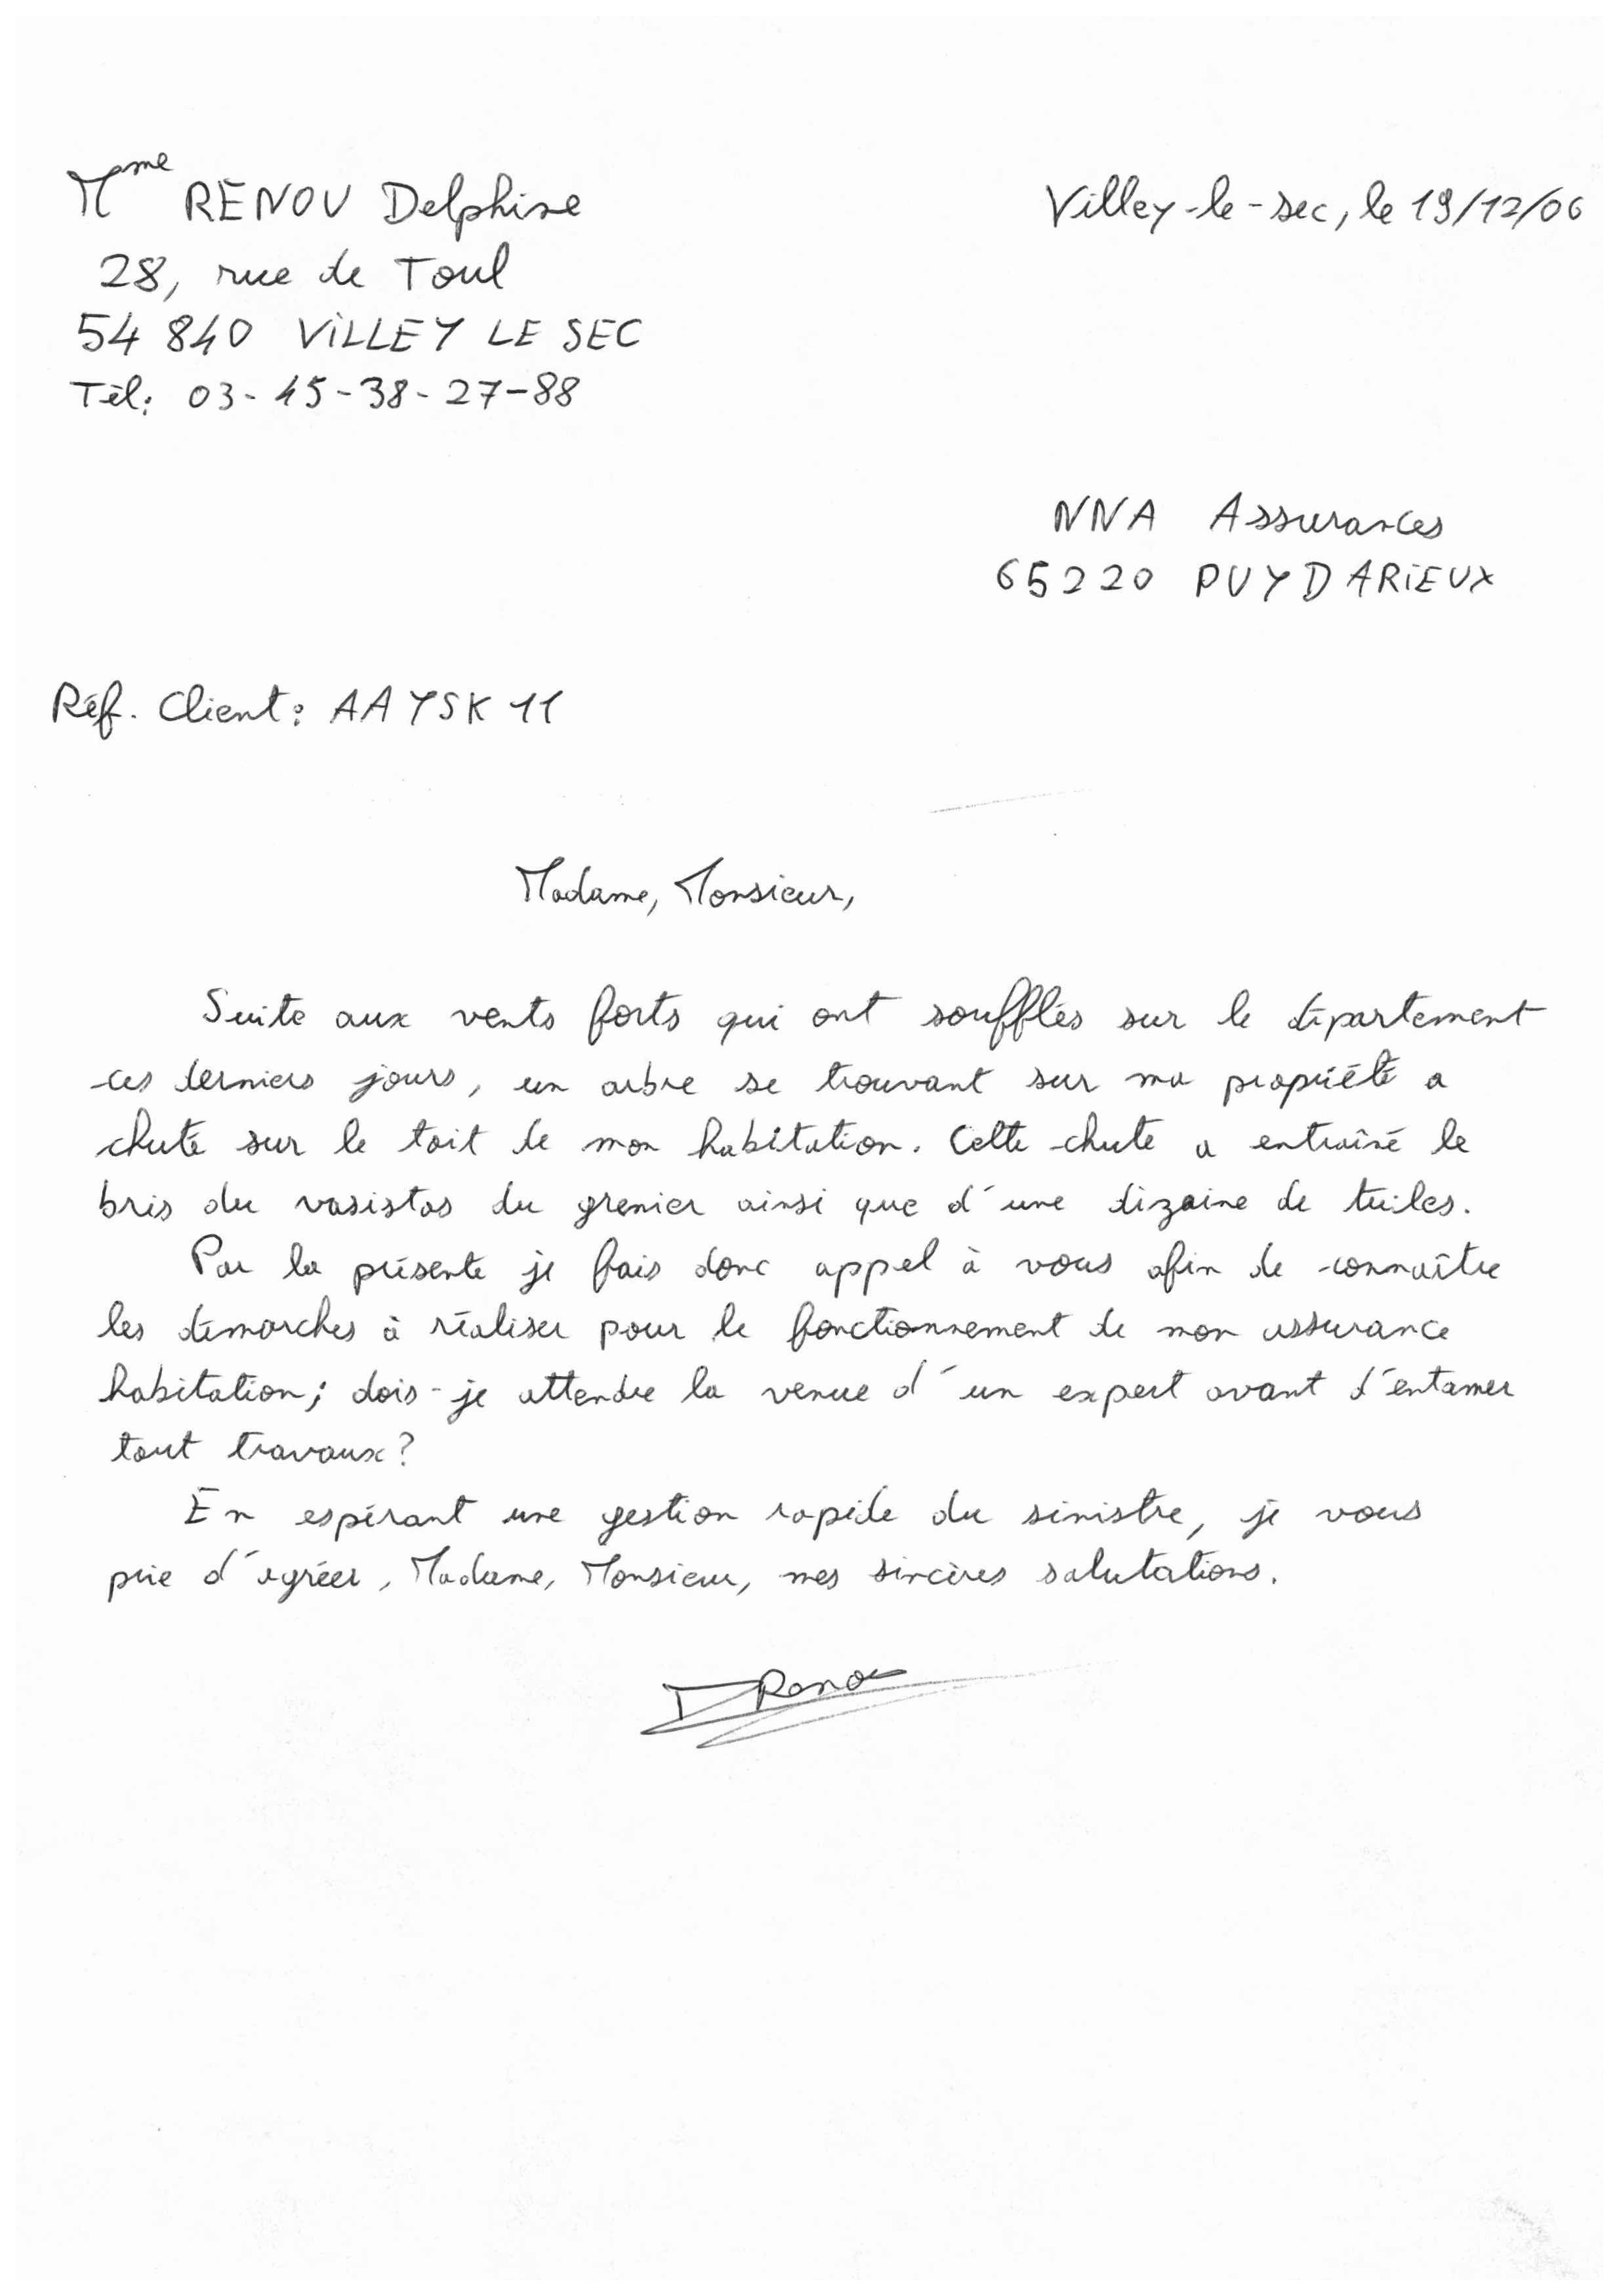 Mme RENOU Delphine
28, rue de Toul
54 840 VILLEY LE SEC
Tél: 03-45-38-27-88
Villey-le-sec, le 19/12/06
NNA Assurances
65220 PUYDARIEUX
Réf. Client: AAYSK11
Madame, Monsieur,
Suite aux vents forts qui ont soufflés sur le département
ces derniers jours, un arbre se trouvant sur ma propriété a
chuté sur le toit de mon habitation. Cette chute a entraîné le
bris du vasistas du grenier ainsi que d'une dizaine de tuiles.
Par la présente je fais donc appel à vous afin de connaître
les démarches à réaliser pour le fonctionnement de mon assurance
habitation; dois-je attendre la venue d'un expert avant d'entamer
tout travaux?
En espérant une gestion rapide du sinistre, je vous
prie d'agréer, Madame, Monsieur, mes sincères salutations.
DRenou